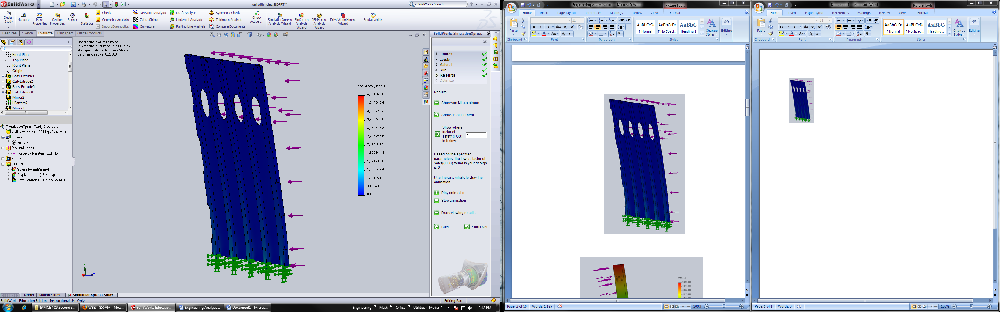 SolidWorks
wall with holes.SLDPRT *
SolidWorks Search
Design Study
Measure
Mass Properties
Section Properties
Sensor
Statistics
Check
Geometry Analysis
Import Diagnostics
Deviation Analysis
Zebra Stripes
Curvature
Draft Analysis
Undercut Analysis
Parting Line Analysis
Symmetry Check
Thickness Analysis
Compare Documents
Check Active ...
SimulationXpress Analysis Wizard
FloXpress Analysis Wizard
DFMXpress Analysis Wizard
DriveWorksXpress Wizard
Sustainability
Features
Sketch
Evaluate
DimXpert
Office Products
Front Plane
Top Plane
Right Plane
Origin
Boss-Extrude1
Cut-Extrude2
Boss-Extrude6
Cut-Extrude8
Mirror2
LPattern9
Mirror3
SimulationXpress Study (-Default-)
wall with holes (-PE High Density-)
Fixtures
Fixed-3
External Loads
Force-3 (:Per item: 111 N:)
Report
Results
Stress (-vonMises-)
Displacement (-Res disp-)
Deformation (-Displacement-)
Model name: wall with holes
Study name: SimulationXpress Study
Plot type: Static nodal stress Stress
Deformation scale: 8.20563
von Mises (N/m^2)
4,634,079.0
4,247,912.5
3,861,746.3
3,475,580.0
3,089,413.8
2,703,247.5
2,317,081.3
1,930,914.9
1,544,748.6
1,158,582.4
772,416.1
386,249.8
83.5
Y
X
Z
SolidWorks SimulationXpress
1 Fixtures
2 Loads
3 Material
4 Run
5 Results
6 Optimize
Results
Show von Mises stress
Show displacement
Show where
factor of
safety (FOS)
is below:
1
Based on the specified
parameters, the lowest factor of
safety(FOS) found in your design
is 0
Use these controls to view the
animation.
Play animation
Stop animation
Done viewing results
Back
Start Over
Model
Motion Study 1
SimulationXpress Study
SolidWorks Education Edition - Instructional Use Only
Editing Part
E:\MCE 401\Second s...
WEEI - 850AM - Mozi...
SolidWorks Educatio...
Engineering Analysis...
Document1 - Micros...
Engineering
Math
Office
Utilities + Media
3:12 PM
Engineering Analysis.docx - Microsoft Word
Picture Tools
Home
Insert
Page Layout
References
Mailings
Review
View
Format
Paste
11
AaBbCcDc
AaBbCcDc
AaBbC
¶ Normal
¶ No Spaci...
Heading 1
Change Styles
Editing
Clipboard
Font
Paragraph
Styles
URES (mm)
Page: 3 of 10
Words: 1,125
100%
Document1 - Microsoft Word
Picture Tools
Home
Insert
Page Layout
References
Mailings
Review
View
Format
Paste
11
AaBbCcDc
AaBbCcDc
AaBbC
¶ Normal
¶ No Spaci...
Heading 1
Change Styles
Editing
Clipboard
Font
Paragraph
Styles
Page: 1 of 1
Words: 0
100%